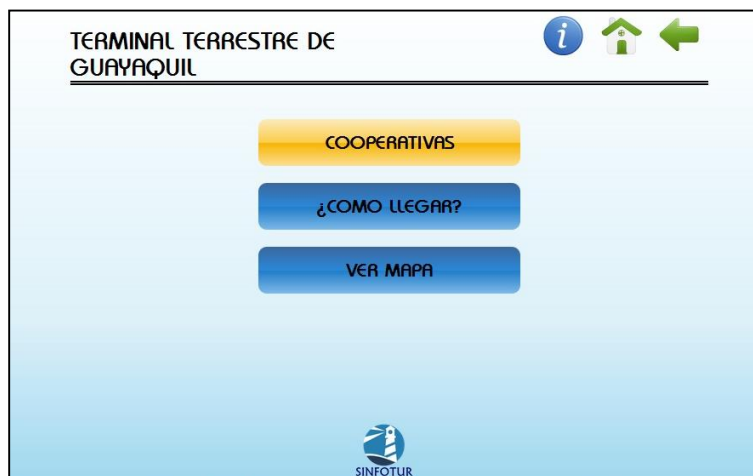 TERMINAL TERRESTRE DE
GUAYAQUIL
i
COOPERATIVAS
¿COMO LLEGAR?
VER MAPA
SINFOTUR